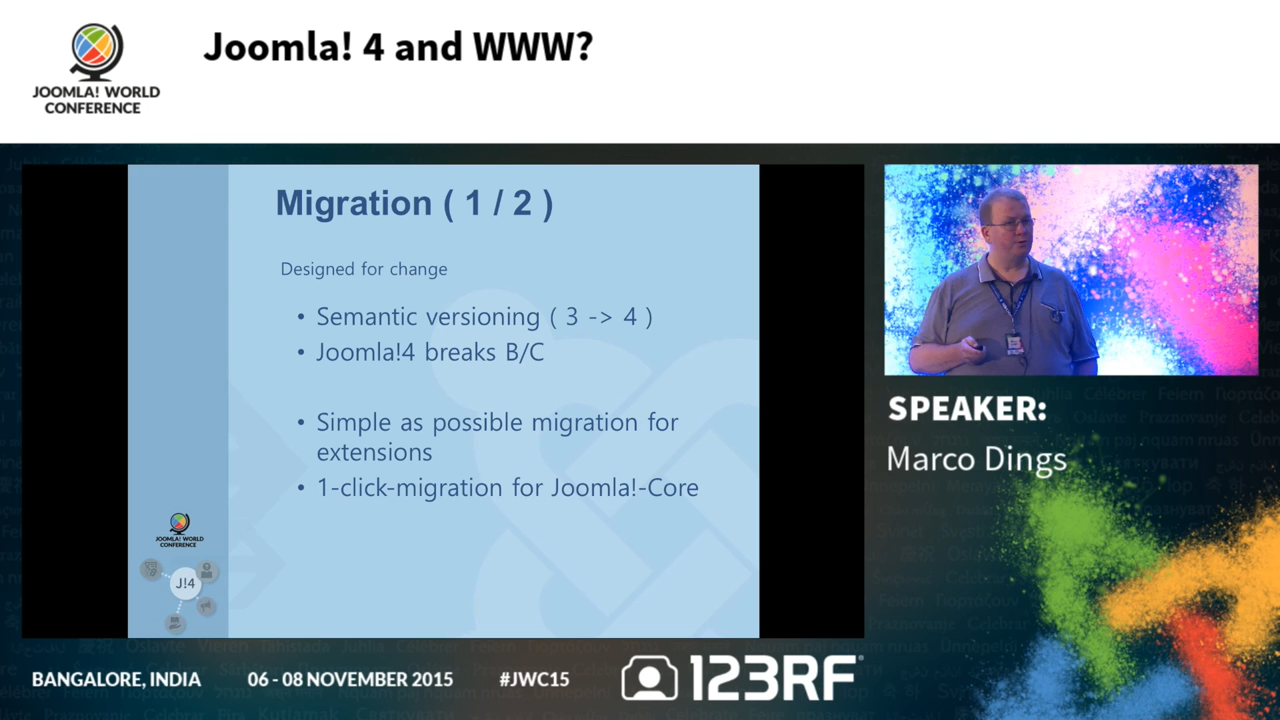 Joomla! 4 and WWW?
JOOMLA! WORLD
CONFERENCE
Migration ( 1 / 2 )
Designed for change
• Semantic versioning ( 3 -> 4 )
• Joomla!4 breaks B/C
• Simple as possible migration for
extensions
• 1-click-migration for Joomla!-Core
JOOMLA! WORLD
CONFERENCE
J!4
SPEAKER:
Marco Dings
BANGALORE, INDIA 06 - 08 NOVEMBER 2015 #JWC15 123RF